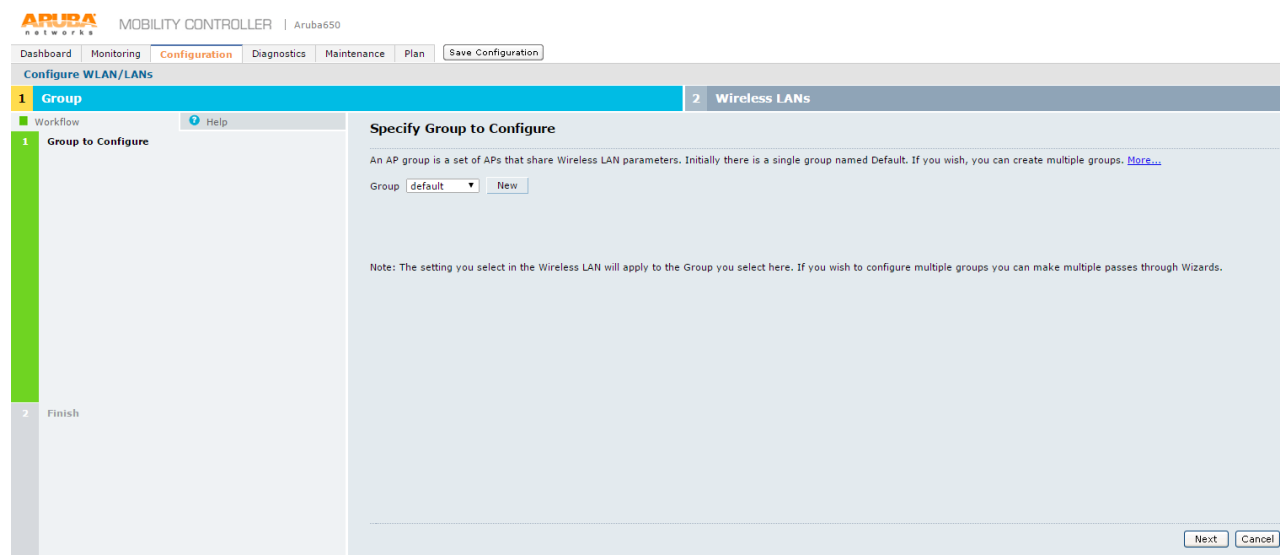 ARUBA networks MOBILITY CONTROLLER | Aruba650
Dashboard Monitoring Configuration Diagnostics Maintenance Plan Save Configuration
Configure WLAN/LANs
1 Group 2 Wireless LANs
Workflow ? Help
1 Group to Configure
Specify Group to Configure
An AP group is a set of APs that share Wireless LAN parameters. Initially there is a single group named Default. If you wish, you can create multiple groups. More...
Group default New
Note: The setting you select in the Wireless LAN will apply to the Group you select here. If you wish to configure multiple groups you can make multiple passes through Wizards.
2 Finish
Next Cancel